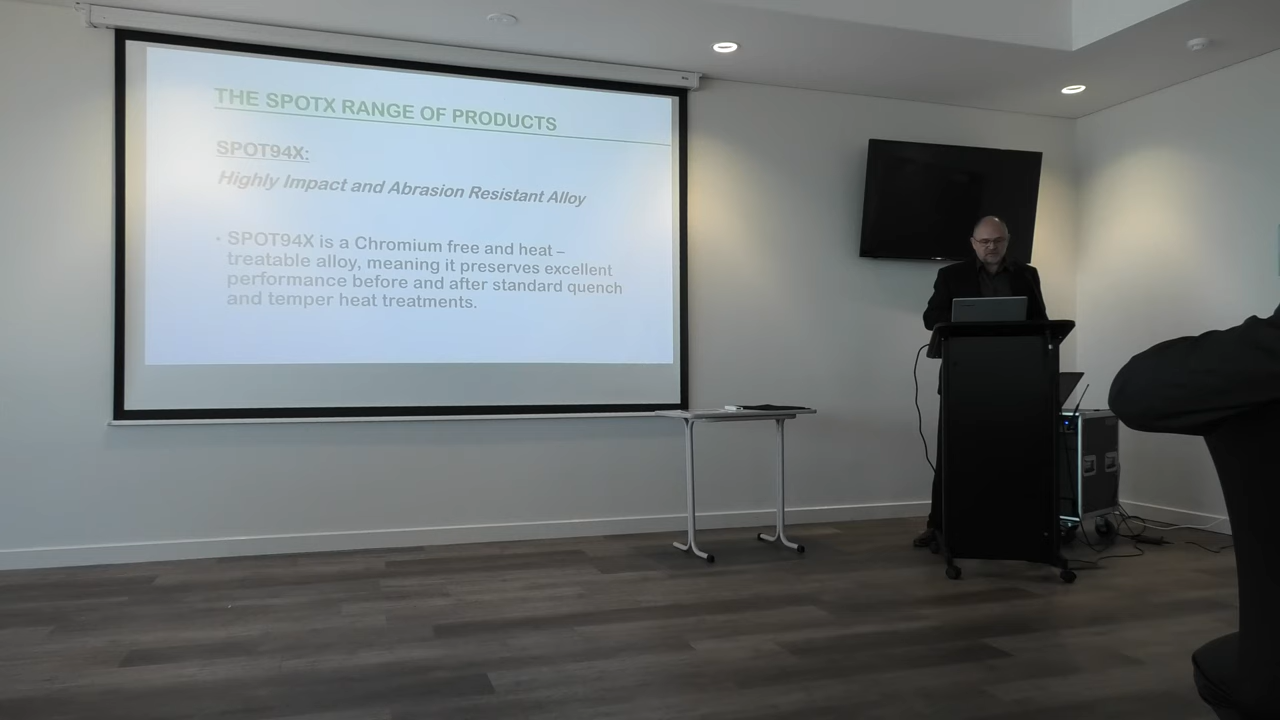 THE SPOTX RANGE OF PRODUCTS
SPOT94X:
Highly Impact and Abrasion Resistant Alloy
• SPOT94X is a Chromium free and heat –
treatable alloy, meaning it preserves excellent
performance before and after standard quench
and temper heat treatments.